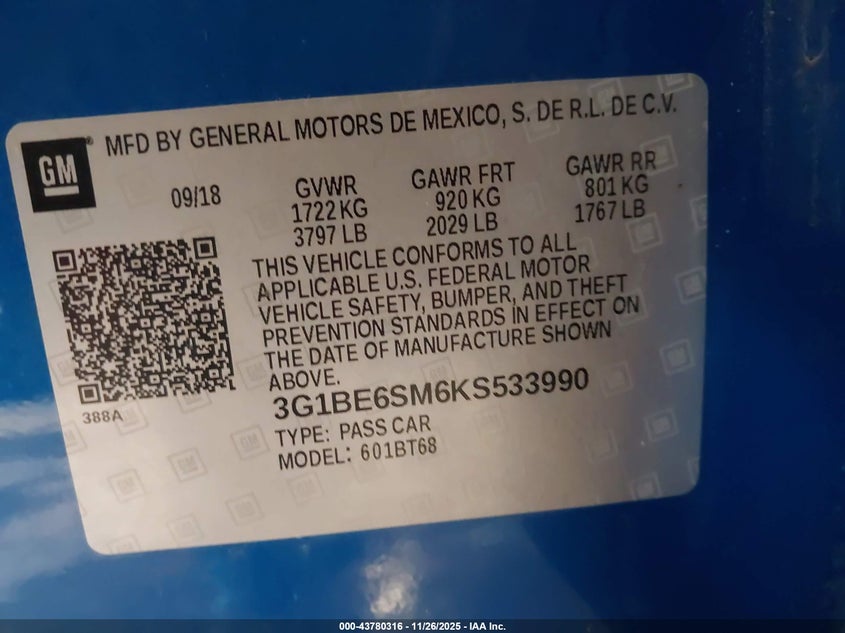 GM
MFD BY GENERAL MOTORS DE MEXICO, S. DE R.L. DE C.V.
09/18
GVWR
1722 KG
3797 LB
GAWR FRT
920 KG
2029 LB
GAWR RR
801 KG
1767 LB
THIS VEHICLE CONFORMS TO ALL
APPLICABLE U.S. FEDERAL MOTOR
VEHICLE SAFETY, BUMPER, AND THEFT
PREVENTION STANDARDS IN EFFECT ON
THE DATE OF MANUFACTURE SHOWN
ABOVE.
388A
3G1BE6SM6KS533990
TYPE: PASS CAR
MODEL: 601BT68
000-43780316 - 11/26/2025 - IAA Inc.